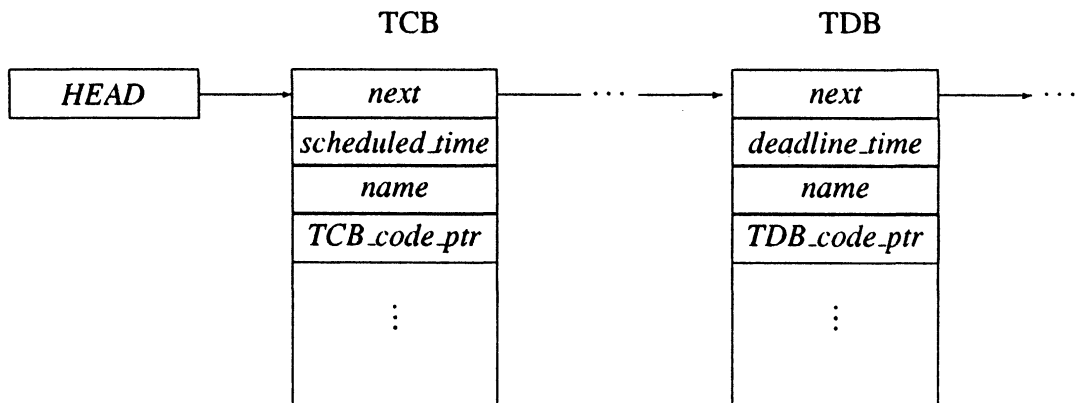 TCB TDB
HEAD next ... next ...
scheduled_time deadline_time
name name
TCB_code_ptr TDB_code_ptr